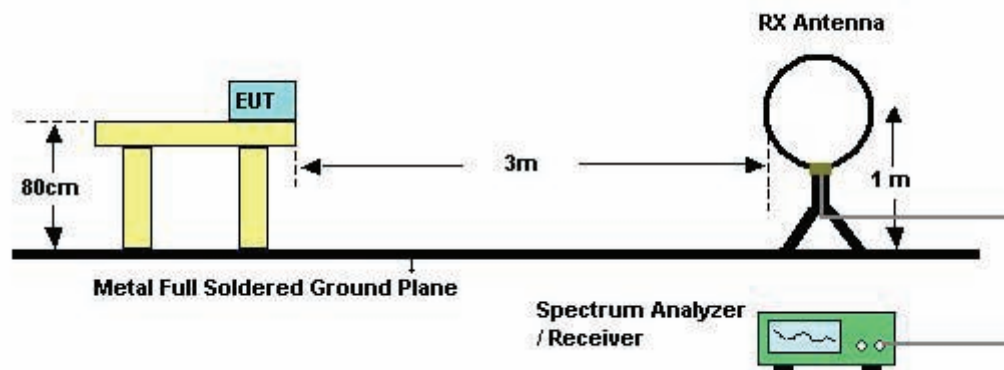 RX Antenna
EUT
3m
80cm
1 m
Metal Full Soldered Ground Plane
Spectrum Analyzer
/ Receiver